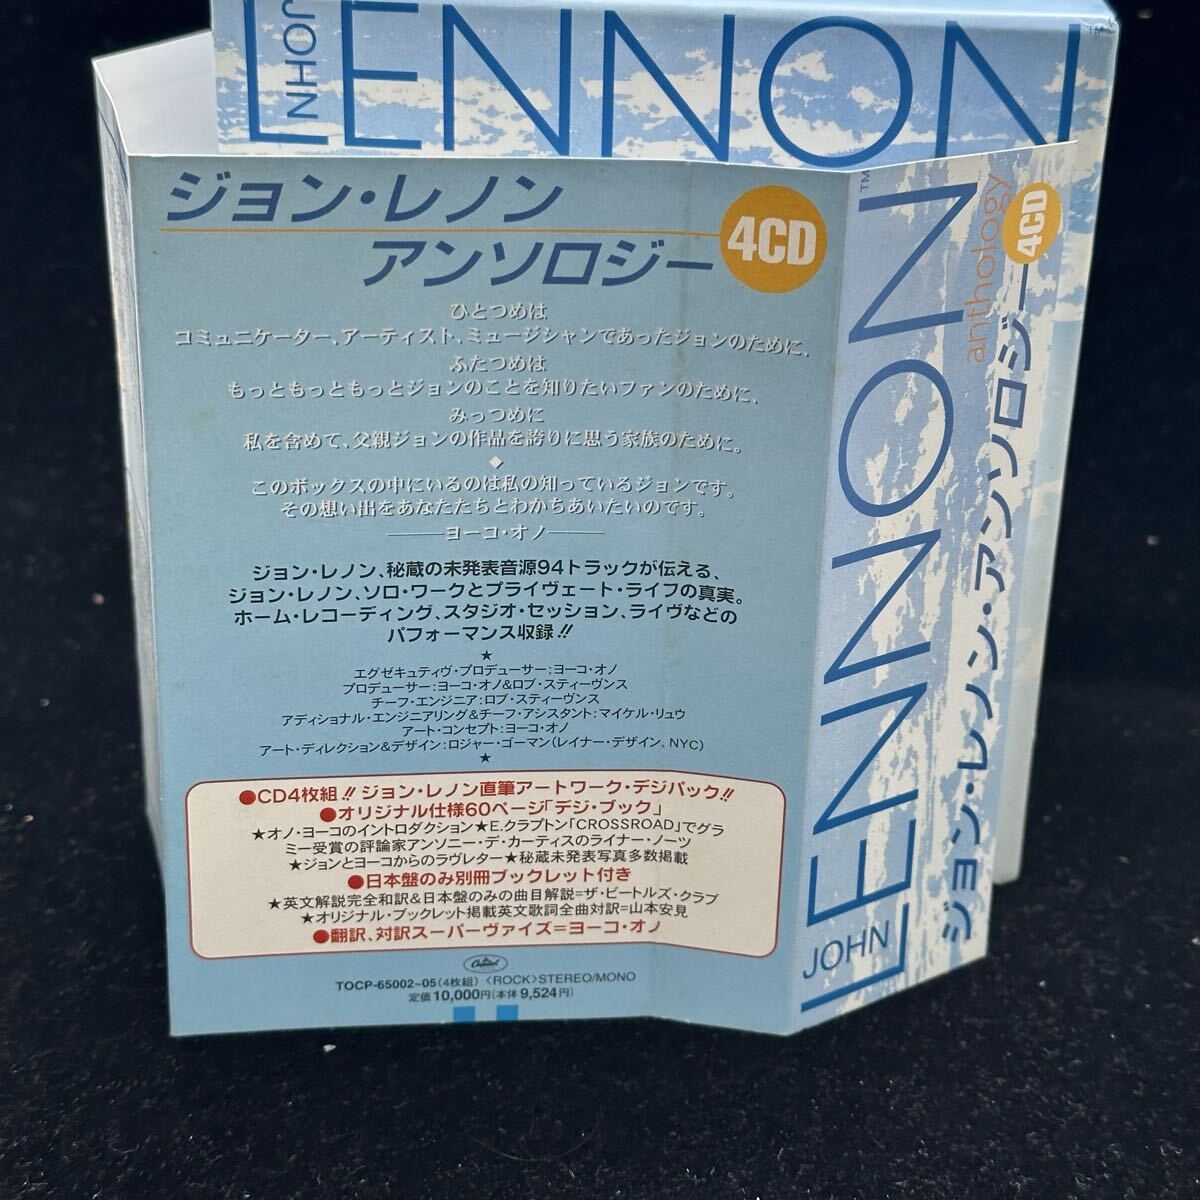 JOHN
LENNON™
ジョン・レノン
アンソロジー
4CD
ひとつめは
コミュニケーター、アーティスト、ミュージシャンであったジョンのために、
ふたつめは
もっともっともっとジョンのことを知りたいファンのために、
みっつめに
私を含めて、父親ジョンの作品を誇りに思う家族のために。
◆
このボックスの中にいるのは私の知っているジョンです。
その想い出をあなたたちとわかちあいたいのです。
――ヨーコ・オノ――
ジョン・レノン、秘蔵の未発表音源94トラックが伝える、
ジョン・レノン、ソロ・ワークとプライヴェート・ライフの真実。
ホーム・レコーディング、スタジオ・セッション、ライヴなどの
パフォーマンス収録!!
★
エグゼキュティヴ・プロデューサー:ヨーコ・オノ
プロデューサー:ヨーコ・オノ&ロブ・スティーヴンス
チーフ・エンジニア:ロブ・スティーヴンス
アディショナル・エンジニアリング&チーフ・アシスタント:マイケル・リュウ
アート・コンセプト:ヨーコ・オノ
アート・ディレクション&デザイン:ロジャー・ゴーマン(レイナー・デザイン、NYC)
★
●CD4枚組!!ジョン・レノン直筆アートワーク・デジパック!!
●オリジナル仕様60ページ「デジ・ブック」
★オノ・ヨーコのイントロダクション★E.クラプトン「CROSSROAD」でグラ
ミー受賞の評論家アンソニー・デ・カーティスのライナー・ノーツ
★ジョンとヨーコからのラヴレター★秘蔵未発表写真多数掲載
●日本盤のみ別冊ブックレット付き
★英文解説完全和訳&日本盤のみの曲目解説=ザ・ビートルズ・クラブ
★オリジナル・ブックレット掲載英文歌詞全曲対訳=山本安見
●翻訳、対訳スーパーヴァイズ=ヨーコ・オノ
Capitol
TOCP-65002~05(4枚組) 〈ROCK〉STEREO/MONO
定価10,000円(本体9,524円)
JOHN
LENNON™
anthology
ジョン・レノン・アンソロジー
4CD